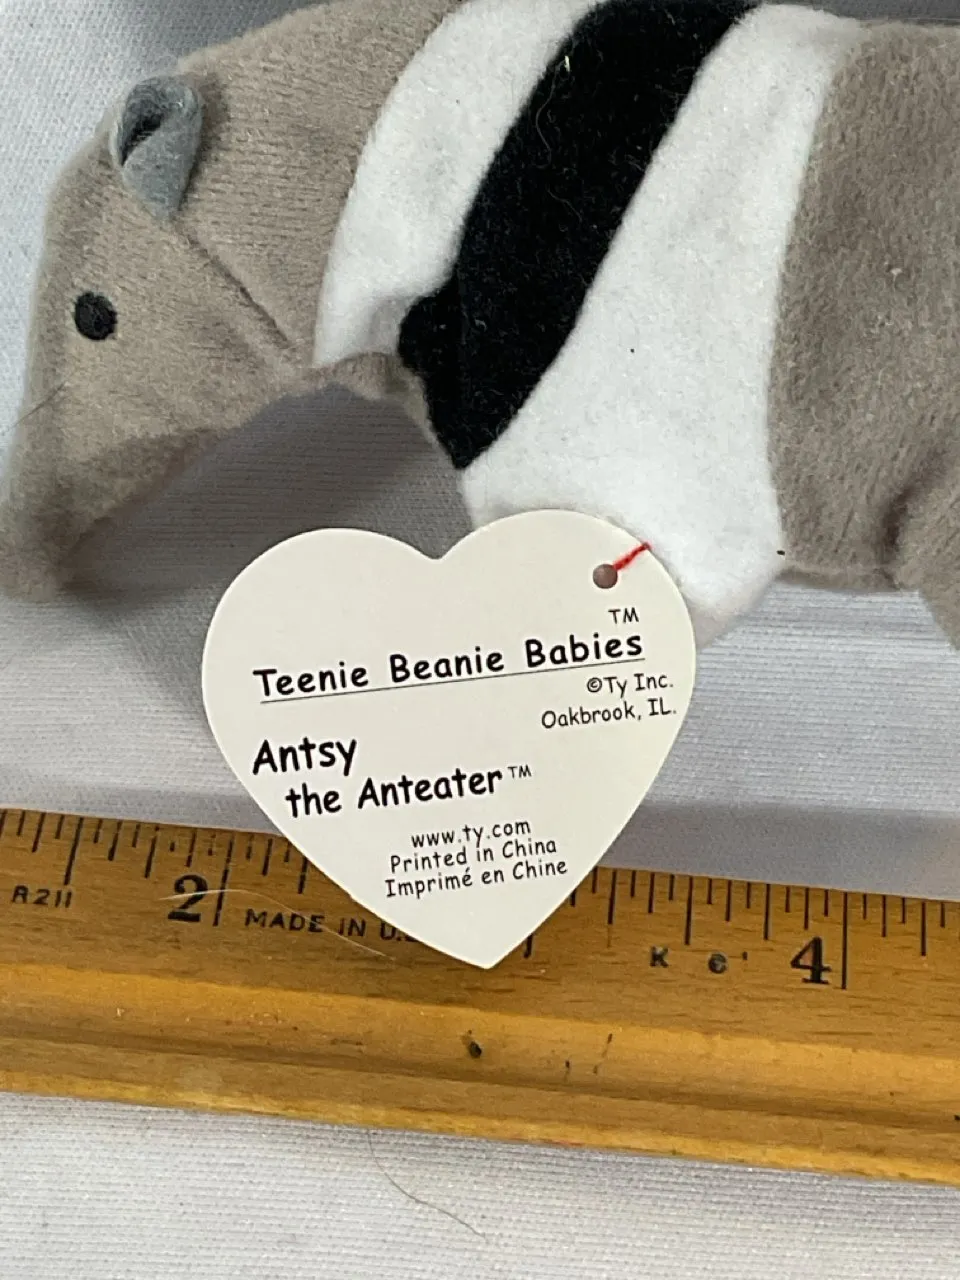 TM
Teenie Beanie Babies
©Ty Inc.
Oakbrook, IL.
Antsy
the Anteater™
www.ty.com
Printed in China
Imprimé en Chine
A211
2
MADE IN
K e'
4